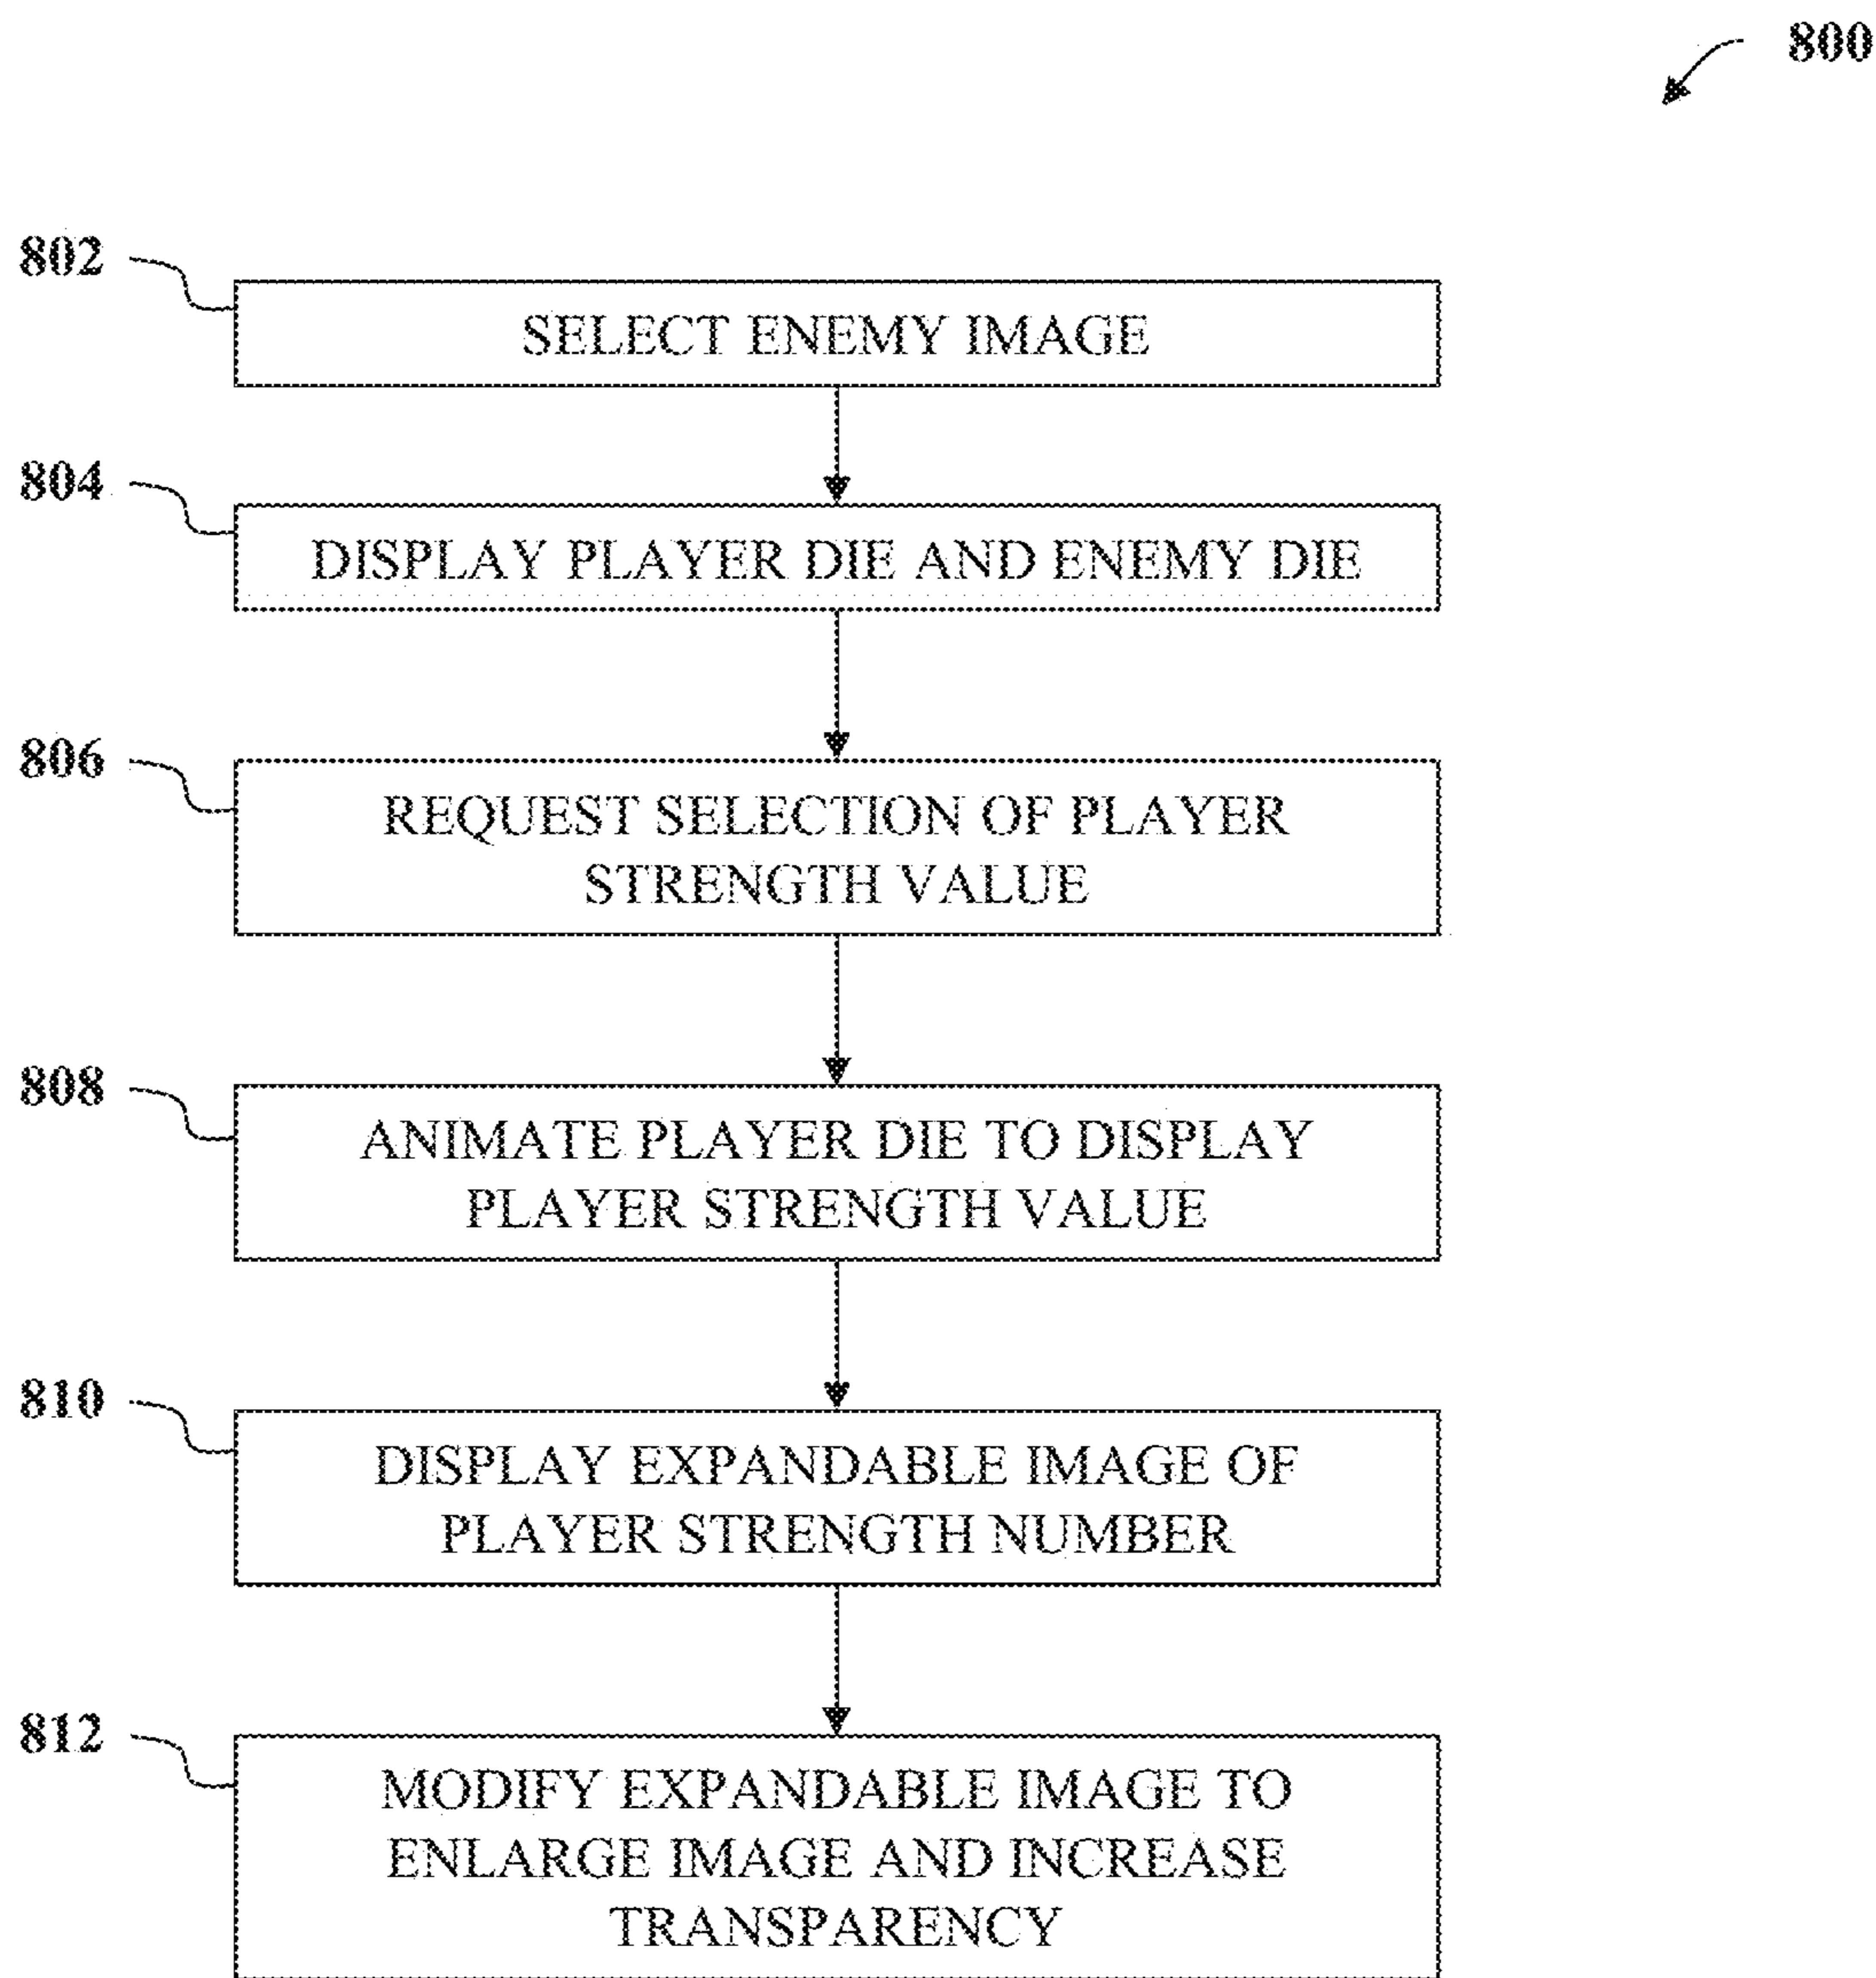 800
802
SELECT ENEMY IMAGE
804
DISPLAY PLAYER DIE AND ENEMY DIE
806
REQUEST SELECTION OF PLAYER
STRENGTH VALUE
808
ANIMATE PLAYER DIE TO DISPLAY
PLAYER STRENGTH VALUE
810
DISPLAY EXPANDABLE IMAGE OF
PLAYER STRENGTH NUMBER
812
MODIFY EXPANDABLE IMAGE TO
ENLARGE IMAGE AND INCREASE
TRANSPARENCY